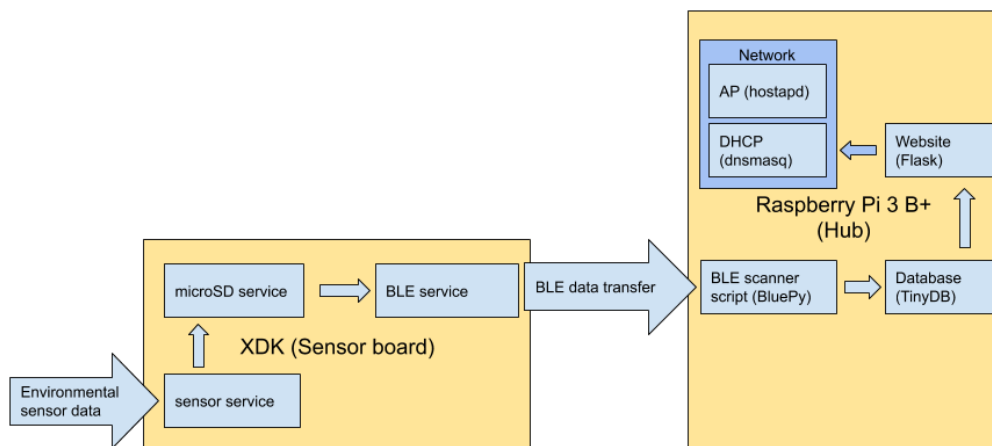 Network
AP (hostapd)
DHCP
(dnsmasq)
Website
(Flask)
Raspberry Pi 3 B+
(Hub)
microSD service
BLE service
BLE data transfer
BLE scanner
script (BluePy)
Database
(TinyDB)
XDK (Sensor board)
Environmental
sensor data
sensor service